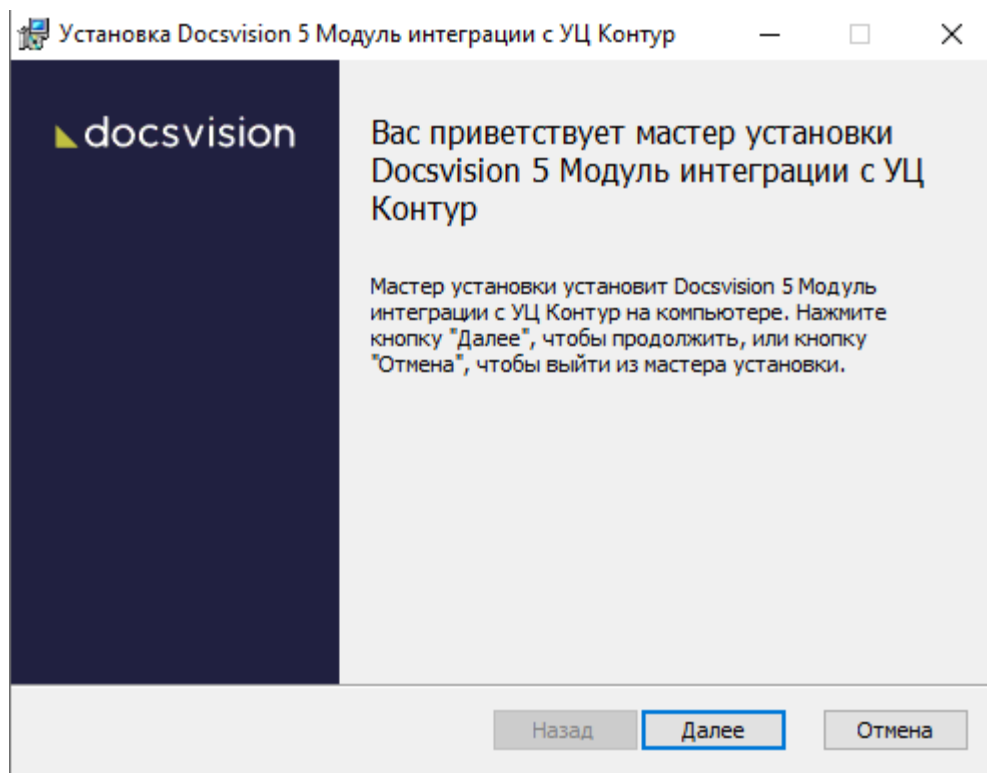 Установка Docsvision 5 Модуль интеграции с УЦ Контур
docsvision
Вас приветствует мастер установки
Docsvision 5 Модуль интеграции с УЦ
Контур
Мастер установки установит Docsvision 5 Модуль
интеграции с УЦ Контур на компьютере. Нажмите
кнопку "Далее", чтобы продолжить, или кнопку
"Отмена", чтобы выйти из мастера установки.
Назад
Далее
Отмена